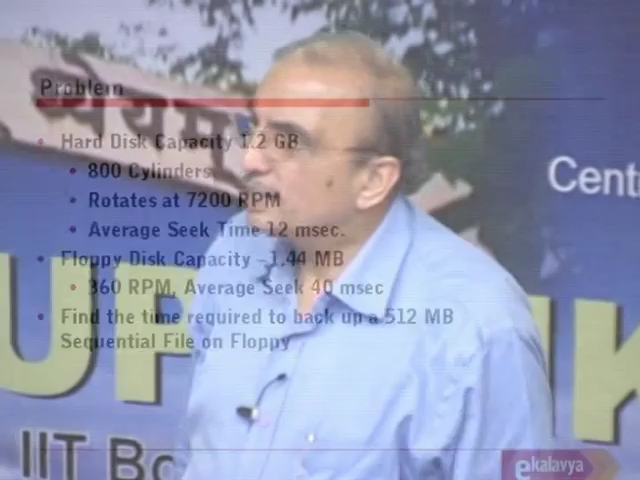 Problem
ध्येयम
• Hard Disk Capacity 1.2 GB
• 800 Cylinders
Cent
• Rotates at 7200 RPM
• Average Seek Time 12 msec.
• Floppy Disk Capacity – 1.44 MB
• 360 RPM, Average Seek 40 msec
• Find the time required to back up a 512 MB
Sequential File on Floppy
UP
K
IIT Bo
ekalavya